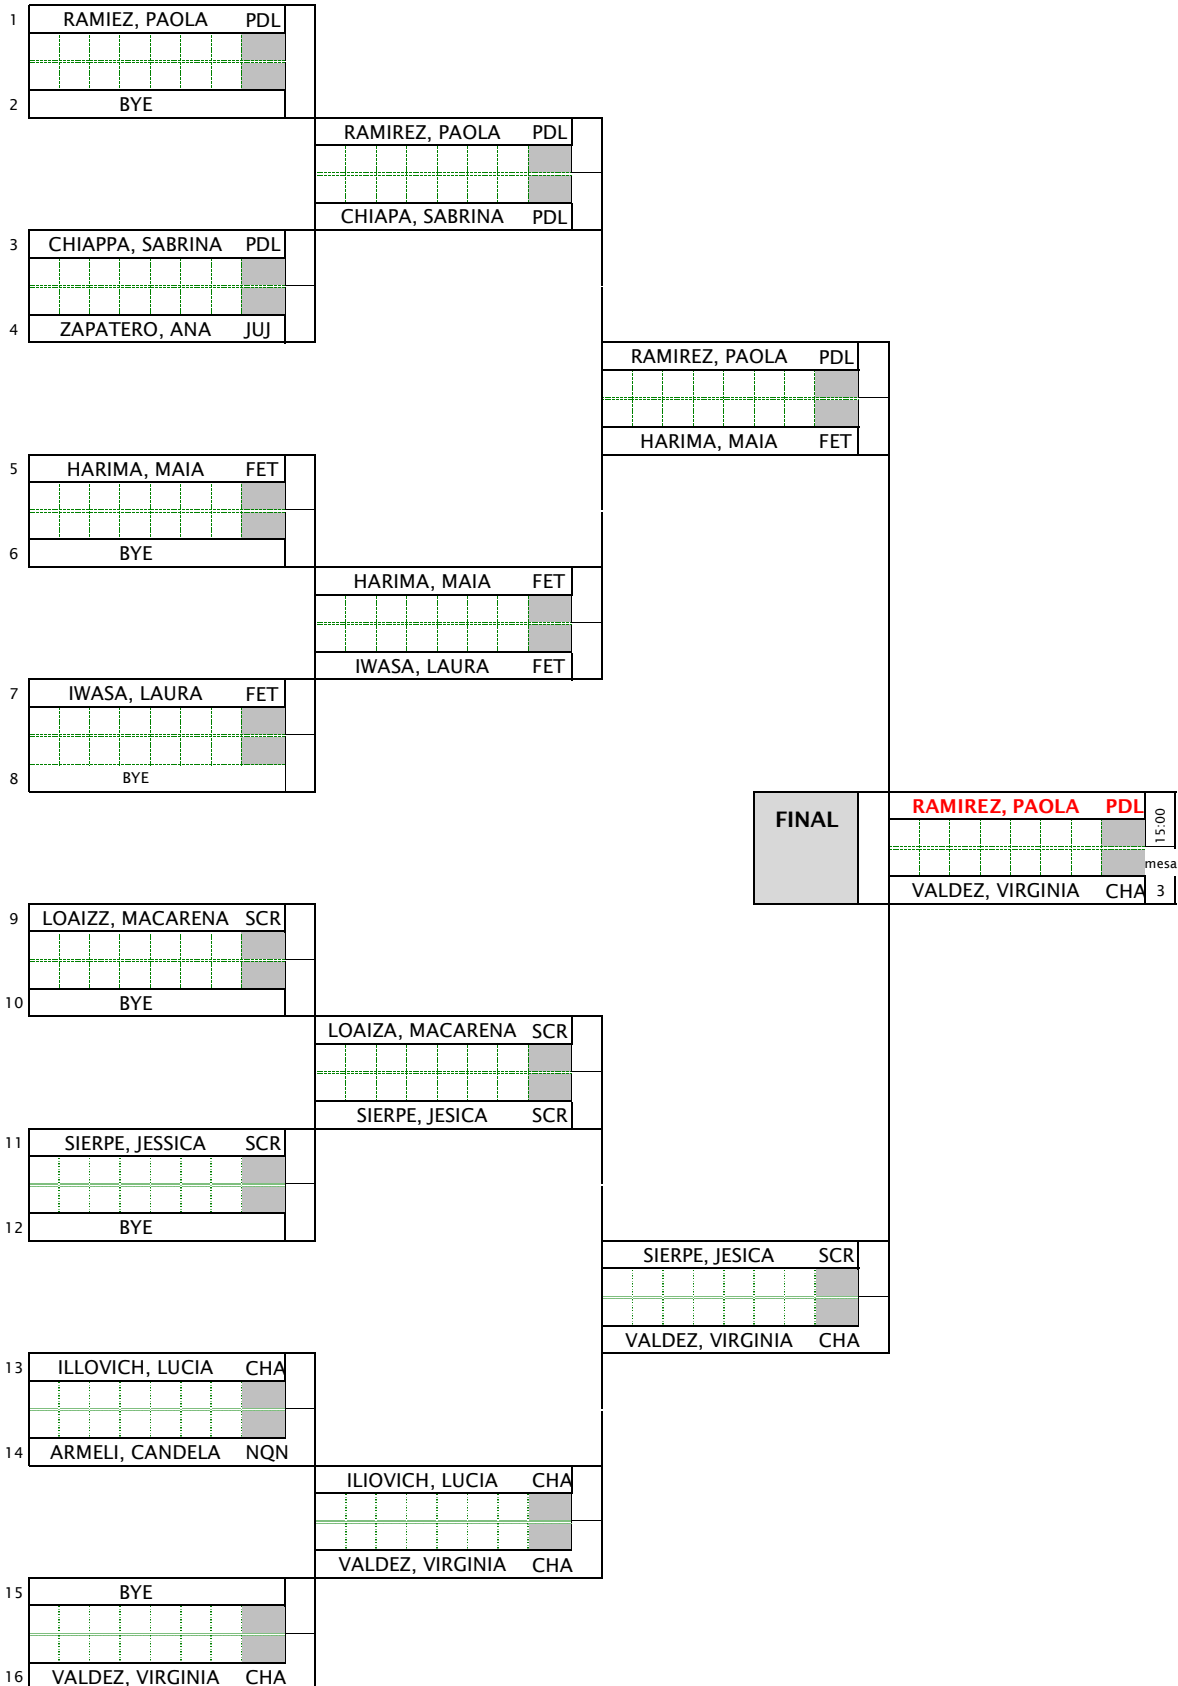 1 RAMIEZ, PAOLA PDL
2 BYE
RAMIREZ, PAOLA PDL
CHIAPA, SABRINA PDL
3 CHIAPPA, SABRINA PDL
4 ZAPATERO, ANA JUJ
RAMIREZ, PAOLA PDL
HARIMA, MAIA FET
5 HARIMA, MAIA FET
6 BYE
HARIMA, MAIA FET
IWASA, LAURA FET
7 IWASA, LAURA FET
8 BYE
FINAL
RAMIREZ, PAOLA PDL 15:00
mesa
VALDEZ, VIRGINIA CHA 3
9 LOAIZZ, MACARENA SCR
10 BYE
LOAIZA, MACARENA SCR
SIERPE, JESICA SCR
11 SIERPE, JESSICA SCR
12 BYE
SIERPE, JESICA SCR
VALDEZ, VIRGINIA CHA
13 ILLOVICH, LUCIA CHA
14 ARMELI, CANDELA NQN
ILIOVICH, LUCIA CHA
VALDEZ, VIRGINIA CHA
15 BYE
16 VALDEZ, VIRGINIA CHA